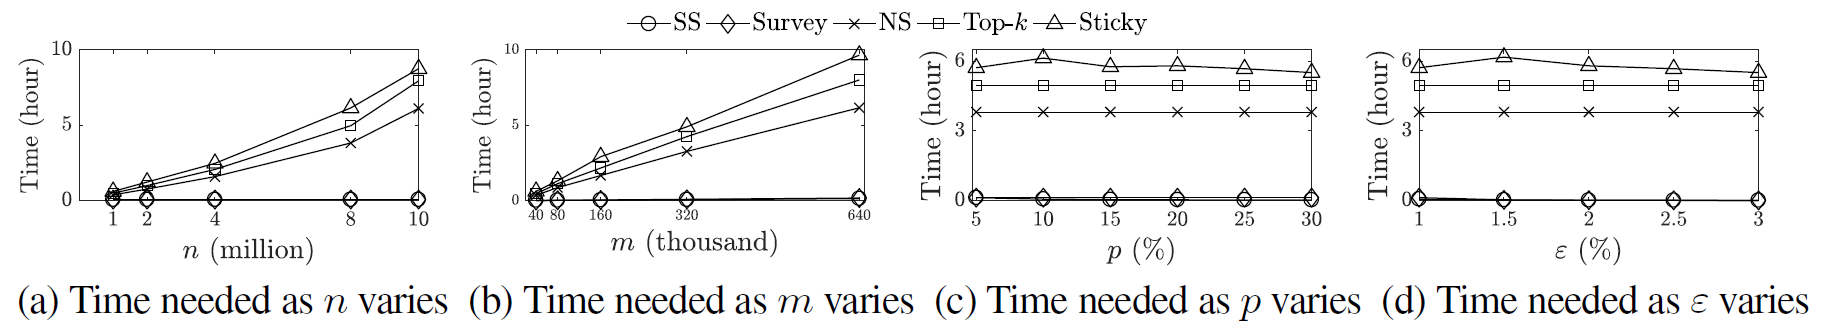 SS Survey NS Top-k Sticky
Time (hour)
10
5
0
1 2 4 8 10
n (million)
Time (hour)
10
5
0
40 80 160 320 640
m (thousand)
Time (hour)
6
3
0
5 10 15 20 25 30
p (%)
Time (hour)
6
3
0
1 1.5 2 2.5 3
ε (%)
(a) Time needed as n varies
(b) Time needed as m varies
(c) Time needed as p varies
(d) Time needed as ε varies